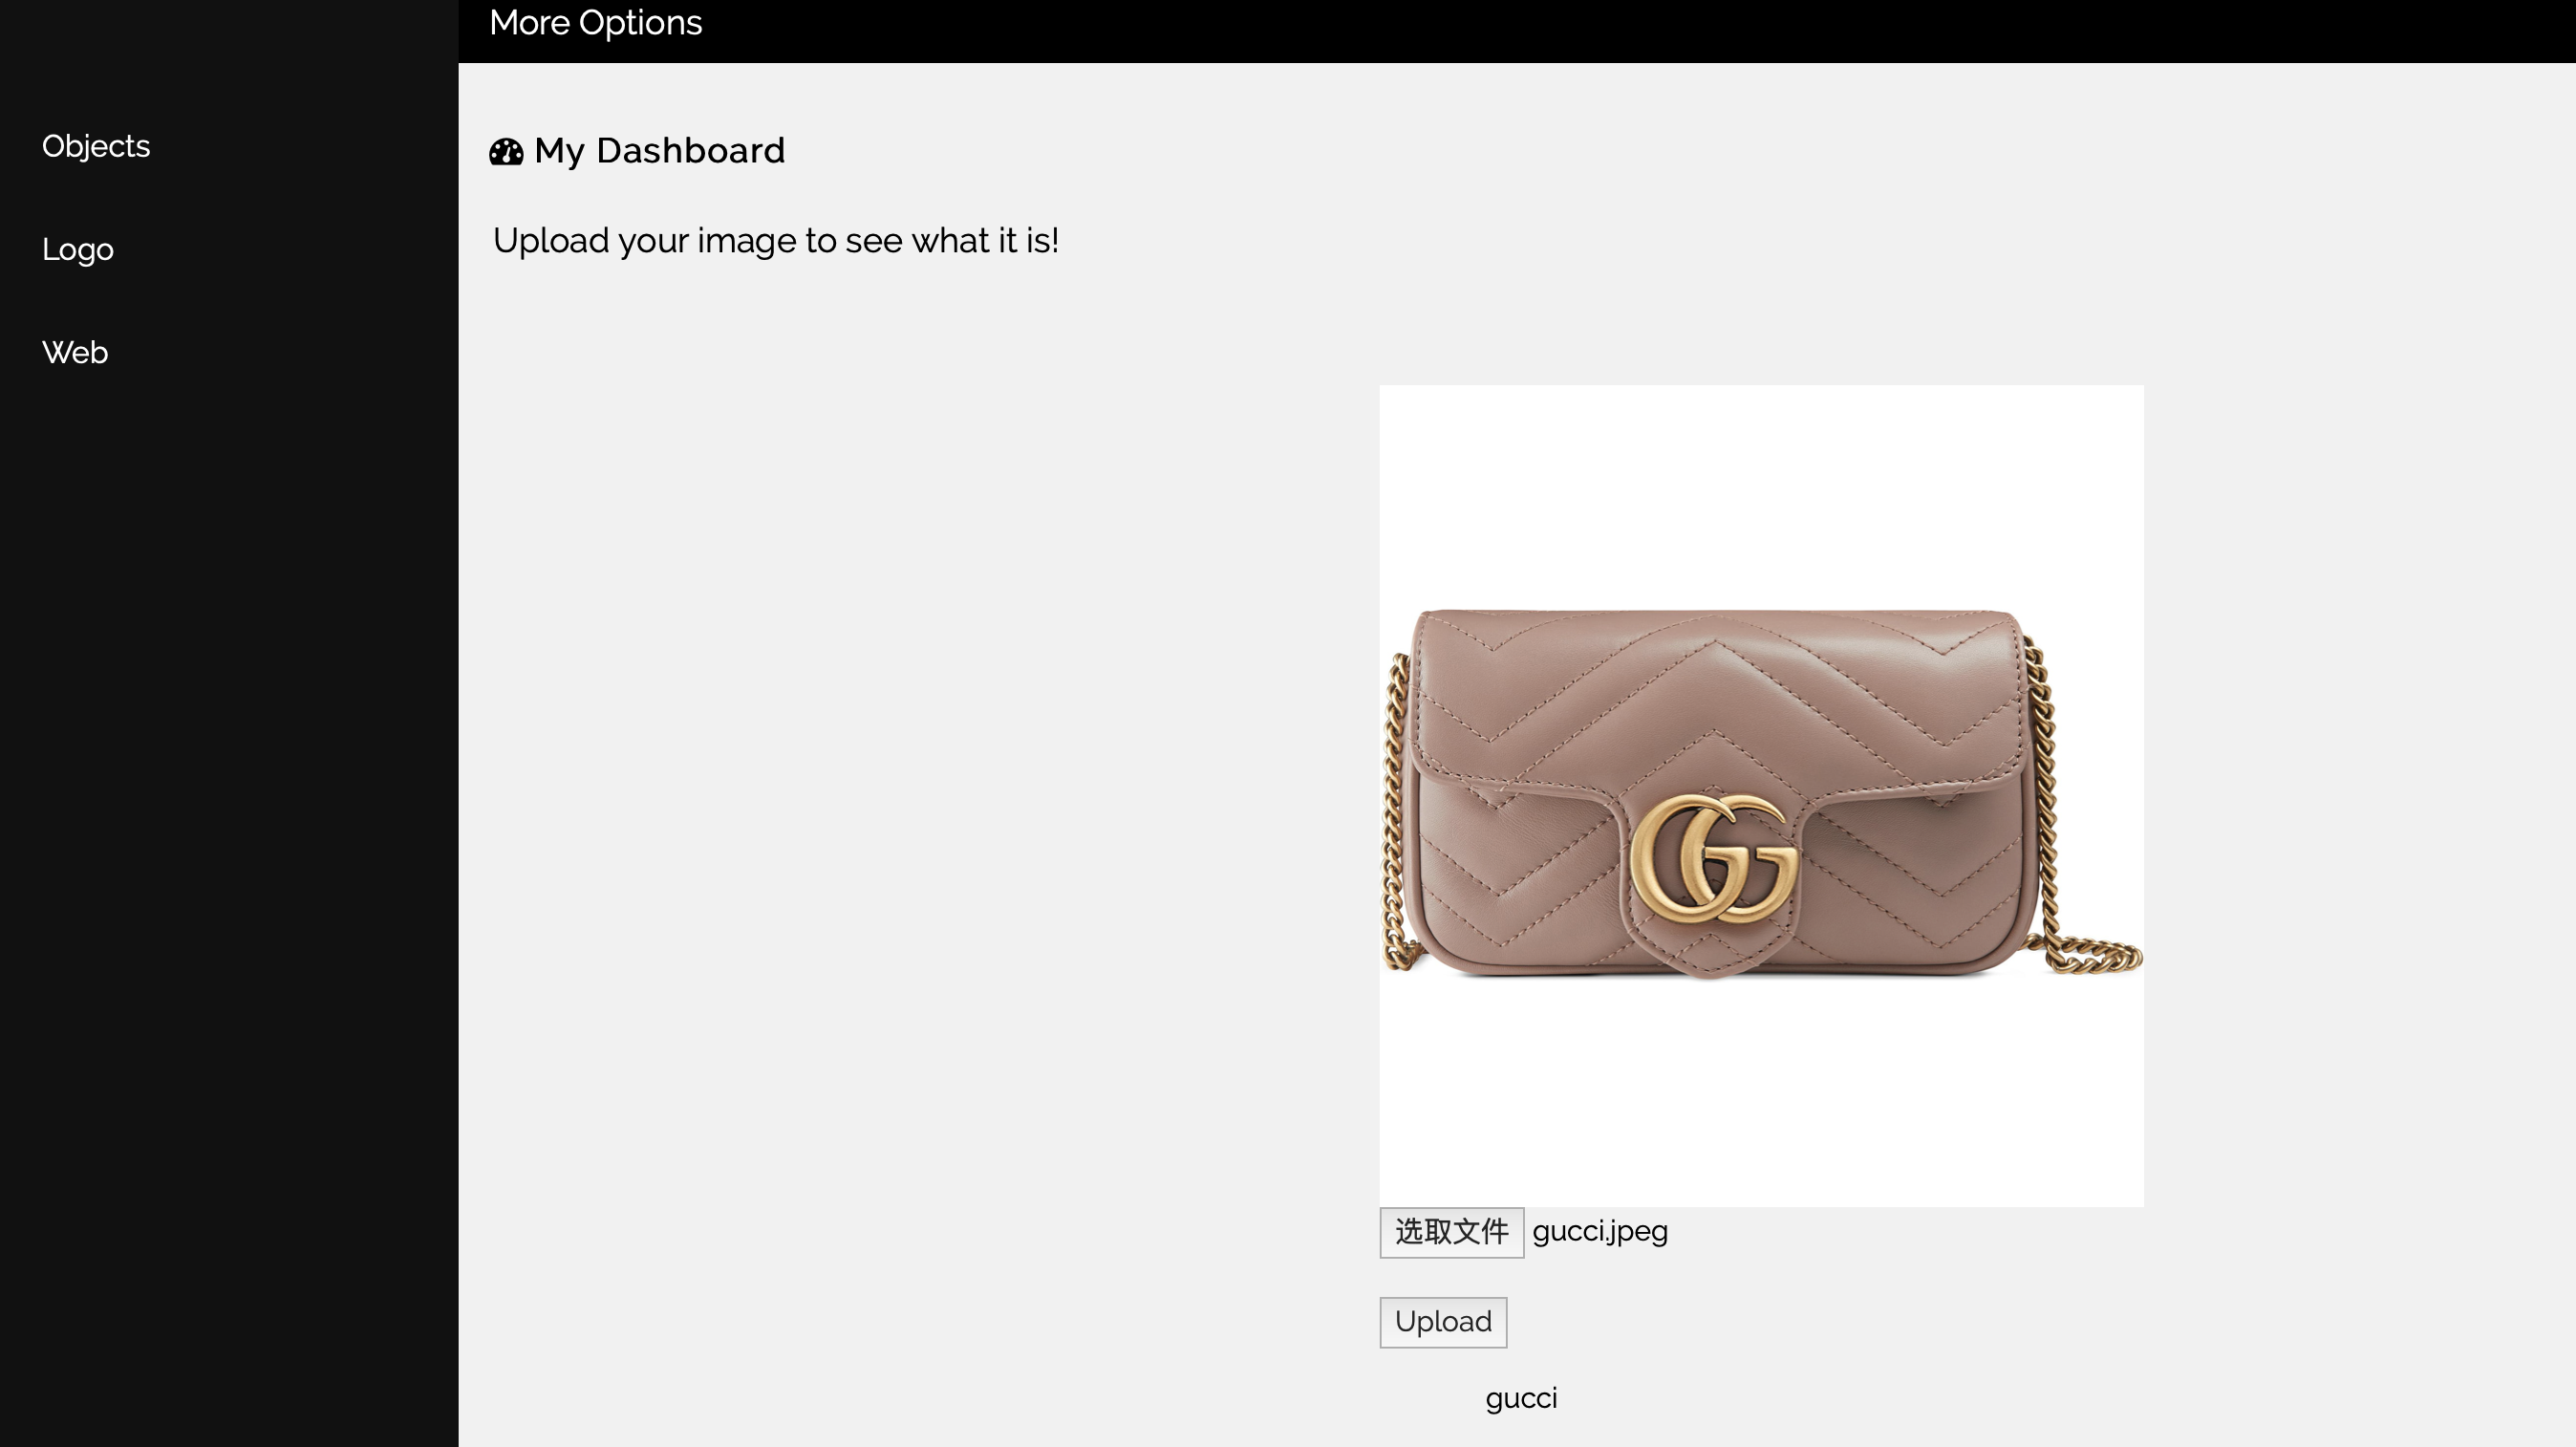 More Options
Objects
Logo
Web
My Dashboard
Upload your image to see what it is!
GG
选取文件 gucci.jpeg
Upload
gucci